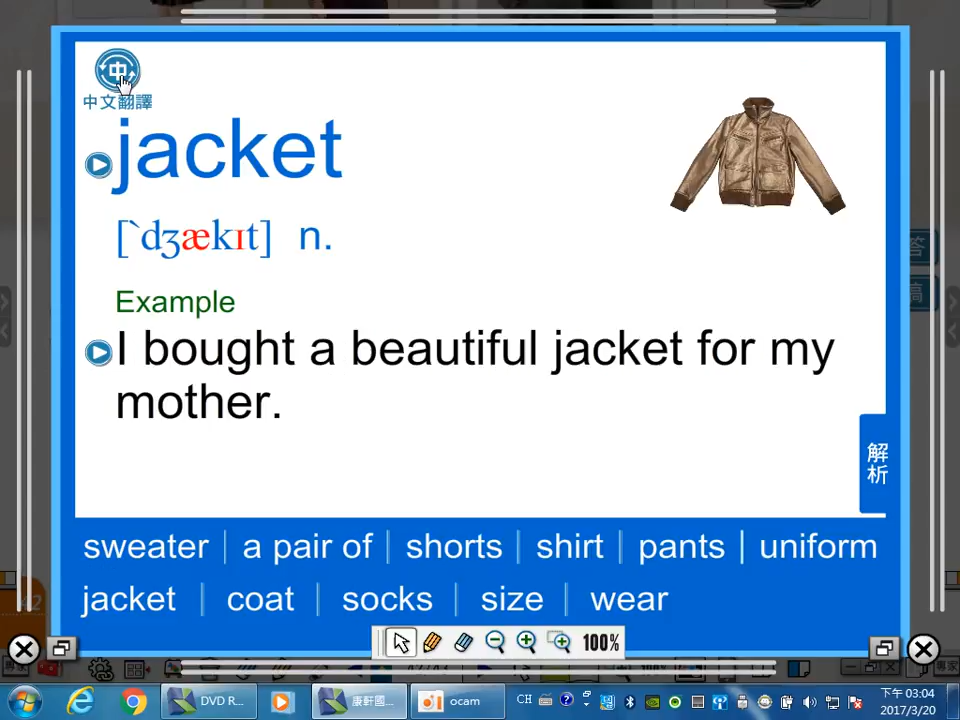 中文翻譯
jacket
[ˋdʒækɪt] n.
Example
I bought a beautiful jacket for my
mother.
解析
sweater | a pair of | shorts | shirt | pants | uniform
jacket | coat | socks | size | wear
100%
DVD R...
康軒國...
ocam
CH
下午 03:04
2017/3/20